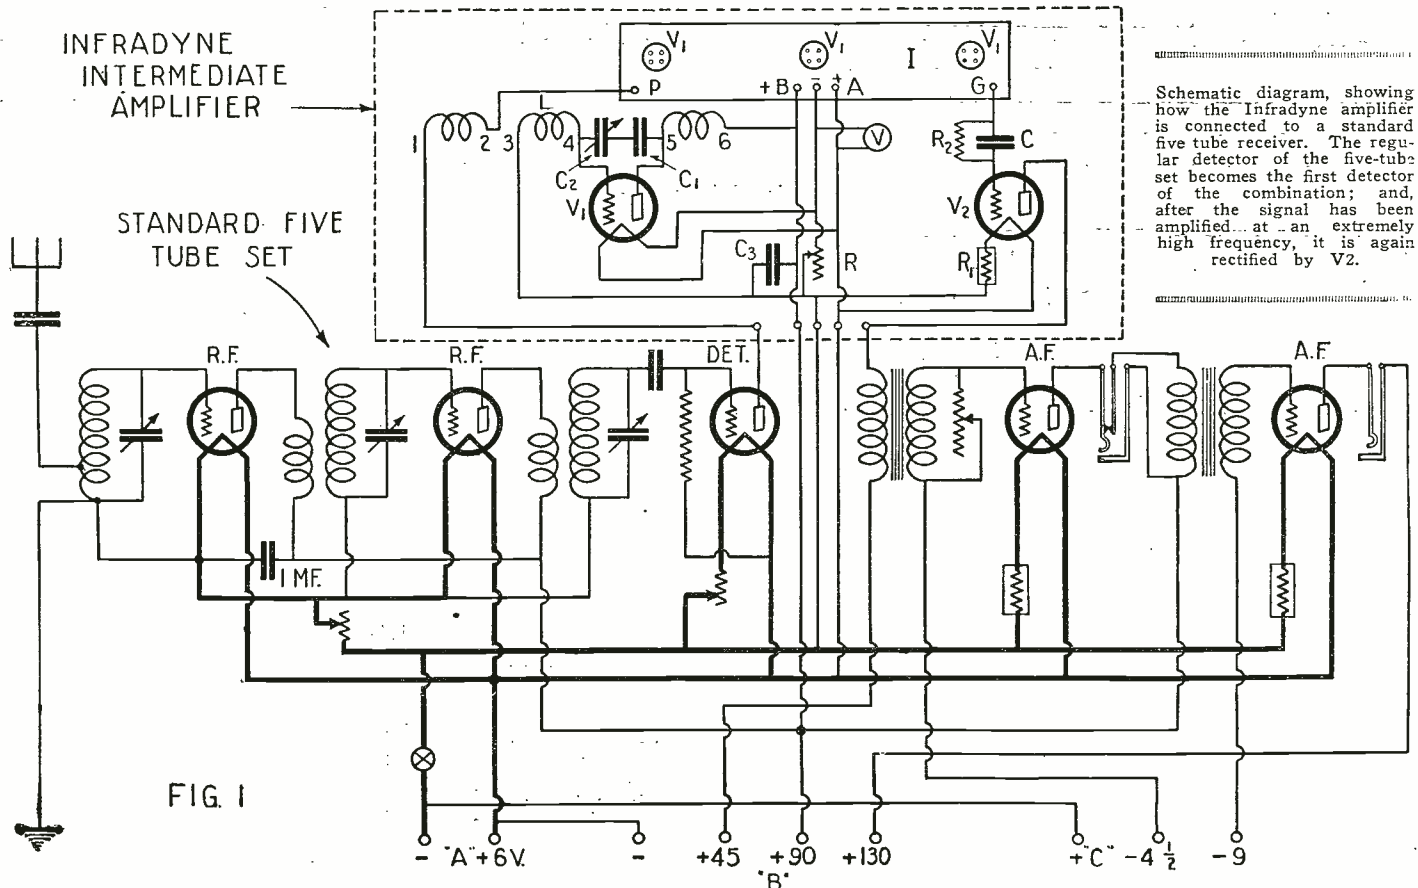 INFRADYNE
INTERMEDIATE
AMPLIFIER
STANDARD FIVE
TUBE SET
V1
V1
I
V1
P
+B
-
+
A
G
1
2
3
L
4
5
6
V
R2
C
C2
C1
V1
V2
C3
R
R1
Schematic diagram, showing
how the Infradyne amplifier
is connected to a standard
five tube receiver. The regu-
lar detector of the five-tube
set becomes the first detector
of the combination; and,
after the signal has been
amplified at an extremely
high frequency, it is again
rectified by V2.
R.F.
R.F.
DET.
A.F.
A.F.
1 MF.
FIG. 1
- "A" +6V.
-
+45
+90
+130
"B"
+"C"
-4 1/2
-9